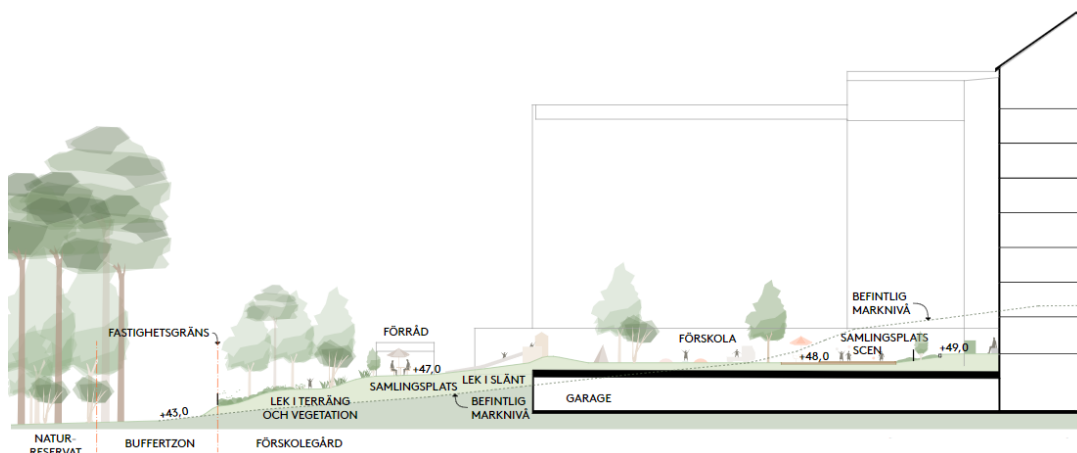 BEFINTLIG
MARKNIVÅ
FASTIGHETSGRÄNS
FÖRRÅD
FÖRSKOLA
SAMLINGSPLATS
SCEN
+49,0
+48,0
+47,0
LEK I SLÄNT
SAMLINGSPLATS
LEK I TERRÄNG
OCH VEGETATION
BEFINTLIG
MARKNIVÅ
GARAGE
+43,0
NATUR-
RESERVAT
BUFFERTZON
FÖRSKOLEGÅRD